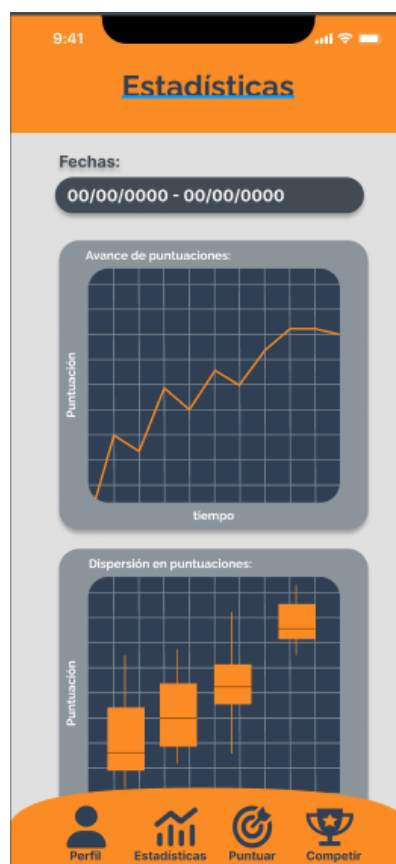 9:41
Estadísticas
Fechas:
00/00/0000 - 00/00/0000
Avance de puntuaciones:
Puntuación
tiempo
Dispersión en puntuaciones:
Puntuación
Perfil
Estadísticas
Puntuar
Competir